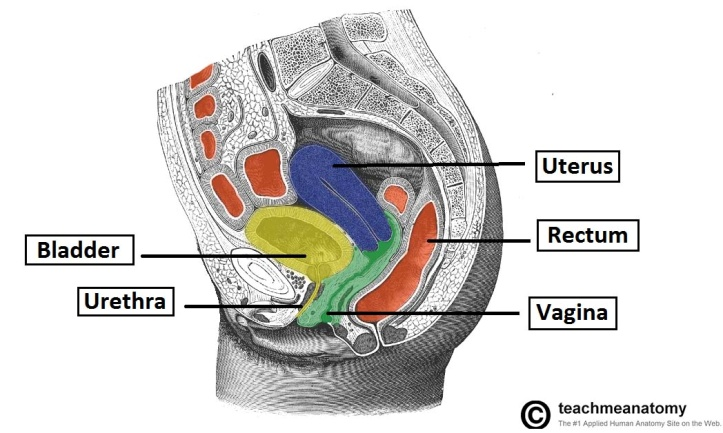 Uterus
Rectum
Bladder
Urethra
Vagina
© teachmeanatomy
The #1 Applied Human Anatomy Site on the Web.